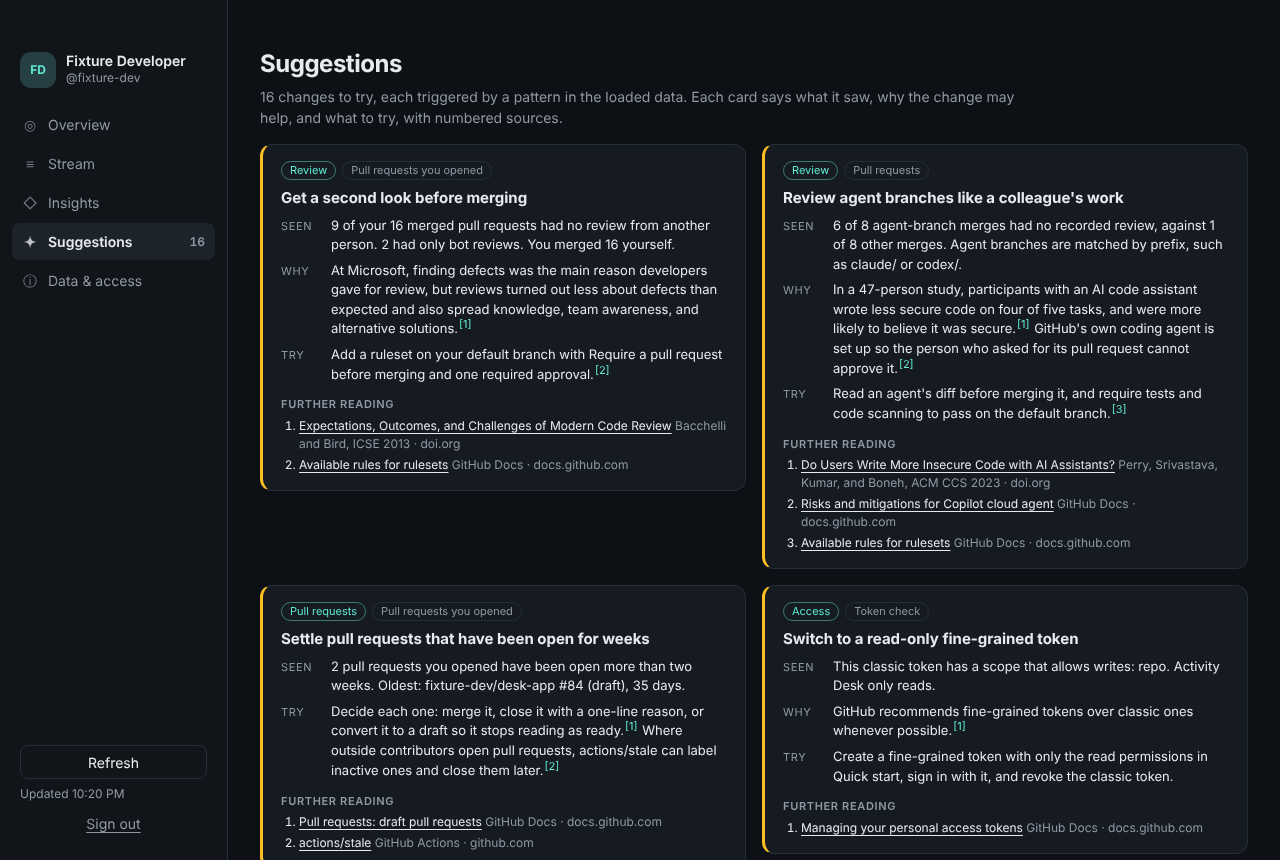 FD
Fixture Developer
@fixture-dev
Overview
Stream
Insights
Suggestions 16
Data & access
Refresh
Updated 10:20 PM
Sign out
Suggestions
16 changes to try, each triggered by a pattern in the loaded data. Each card says what it saw, why the change may
help, and what to try, with numbered sources.
Review Pull requests you opened
Get a second look before merging
SEEN 9 of your 16 merged pull requests had no review from another
person. 2 had only bot reviews. You merged 16 yourself.
WHY At Microsoft, finding defects was the main reason developers
gave for review, but reviews turned out less about defects than
expected and also spread knowledge, team awareness, and
alternative solutions.[1]
TRY Add a ruleset on your default branch with Require a pull request
before merging and one required approval.[2]
FURTHER READING
1. Expectations, Outcomes, and Challenges of Modern Code Review Bacchelli
and Bird, ICSE 2013 · doi.org
2. Available rules for rulesets GitHub Docs · docs.github.com
Review Pull requests
Review agent branches like a colleague's work
SEEN 6 of 8 agent-branch merges had no recorded review, against 1
of 8 other merges. Agent branches are matched by prefix, such
as claude/ or codex/.
WHY In a 47-person study, participants with an AI code assistant
wrote less secure code on four of five tasks, and were more
likely to believe it was secure.[1] GitHub's own coding agent is
set up so the person who asked for its pull request cannot
approve it.[2]
TRY Read an agent's diff before merging it, and require tests and
code scanning to pass on the default branch.[3]
FURTHER READING
1. Do Users Write More Insecure Code with AI Assistants? Perry, Srivastava,
Kumar, and Boneh, ACM CCS 2023 · doi.org
2. Risks and mitigations for Copilot cloud agent GitHub Docs ·
docs.github.com
3. Available rules for rulesets GitHub Docs · docs.github.com
Pull requests Pull requests you opened
Settle pull requests that have been open for weeks
SEEN 2 pull requests you opened have been open more than two
weeks. Oldest: fixture-dev/desk-app #84 (draft), 35 days.
TRY Decide each one: merge it, close it with a one-line reason, or
convert it to a draft so it stops reading as ready.[1] Where
outside contributors open pull requests, actions/stale can label
inactive ones and close them later.[2]
FURTHER READING
1. Pull requests: draft pull requests GitHub Docs · docs.github.com
2. actions/stale GitHub Actions · github.com
Access Token check
Switch to a read-only fine-grained token
SEEN This classic token has a scope that allows writes: repo. Activity
Desk only reads.
WHY GitHub recommends fine-grained tokens over classic ones
whenever possible.[1]
TRY Create a fine-grained token with only the read permissions in
Quick start, sign in with it, and revoke the classic token.
FURTHER READING
1. Managing your personal access tokens GitHub Docs · docs.github.com